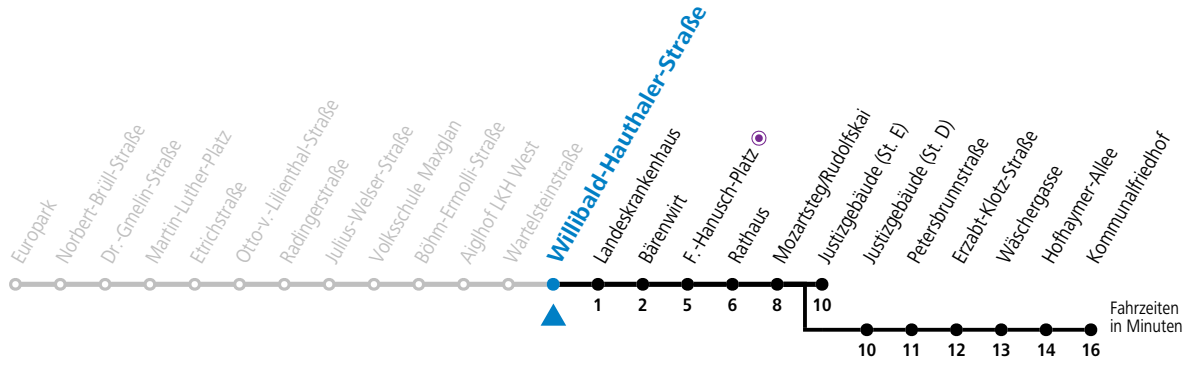 Europark
Norbert-Brüll-Straße
Dr.-Gmelin-Straße
Martin-Luther-Platz
Etrichstraße
Otto-v.-Lilienthal-Straße
Radingerstraße
Julius-Welser-Straße
Volksschule Maxglan
Böhm-Ermolli-Straße
Aiglhof LKH West
Wartelsteinstraße
Willibald-Hauthaler-Straße
Landeskrankenhaus
Bärenwirt
F.-Hanusch-Platz
Rathaus
Mozartsteg/Rudolfskai
Justizgebäude (St. E)
Justizgebäude (St. D)
Petersbrunnstraße
Erzabt-Klotz-Straße
Wäschergasse
Hofhaymer-Allee
Kommunalfriedhof
1 2 5 6 8 10
Fahrzeiten
in Minuten
10 11 12 13 14 16